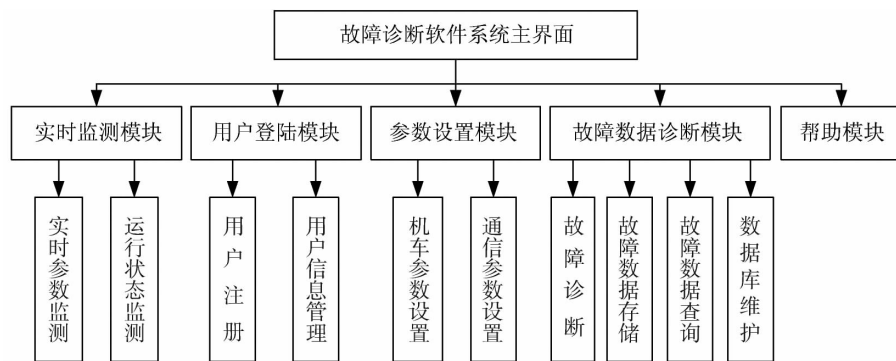 故障诊断软件系统主界面
实时监测模块
用户登陆模块
参数设置模块
故障数据诊断模块
帮助模块
实时参数监测
运行状态监测
用户注册
用户信息管理
机车参数设置
通信参数设置
故障诊断
故障数据存储
故障数据查询
数据库维护